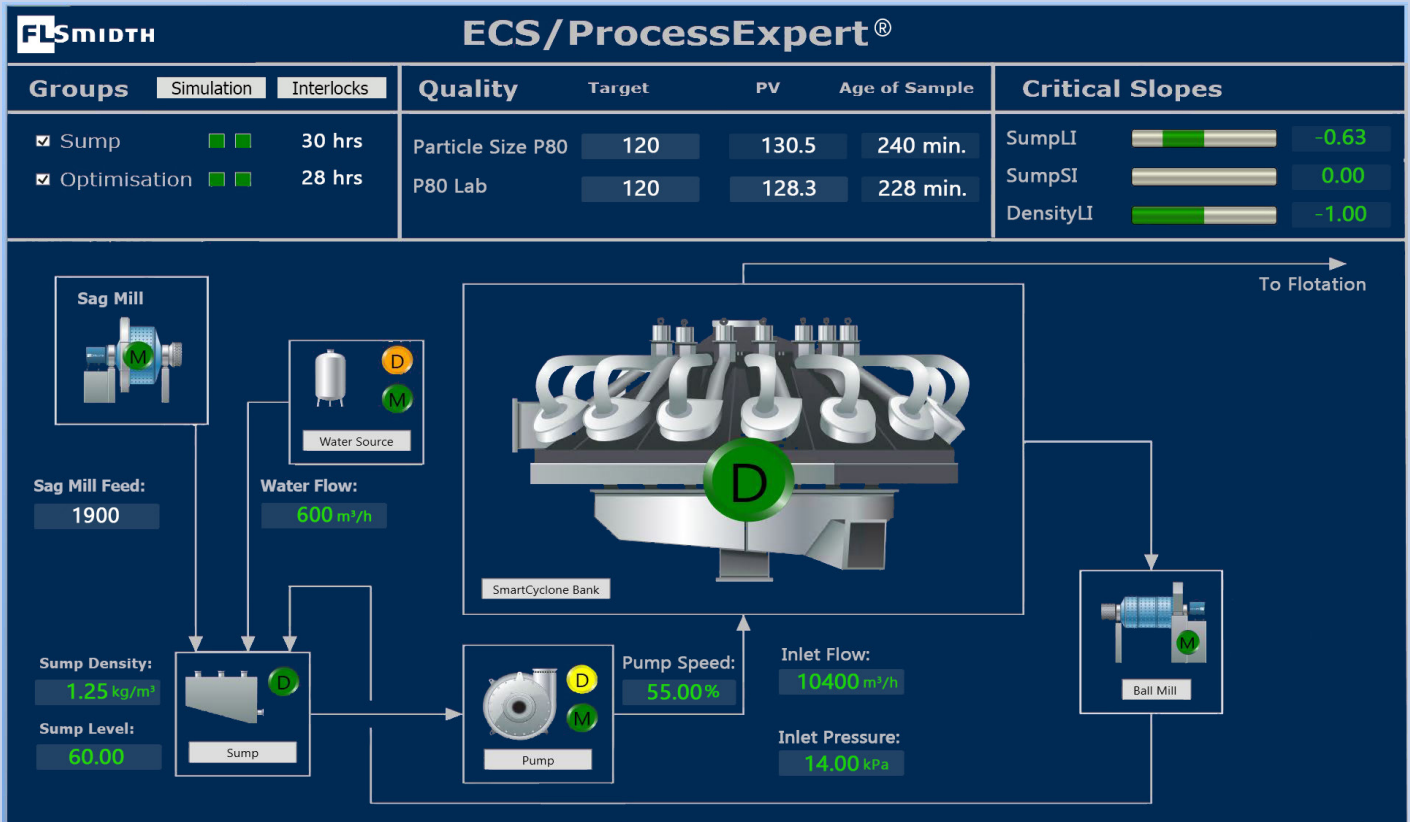 FLSMIDTH
ECS/ProcessExpert®
Groups Simulation Interlocks
Quality Target PV Age of Sample
Critical Slopes
Sump 30 hrs
Optimisation 28 hrs
Particle Size P80 120 130.5 240 min.
P80 Lab 120 128.3 228 min.
SumpLI -0.63
SumpSI 0.00
DensityLI -1.00
To Flotation
Sag Mill
M
D
M
Water Source
Sag Mill Feed:
1900
Water Flow:
600 m³/h
D
SmartCyclone Bank
Sump Density:
1.25 kg/m³
Sump Level:
60.00
D
Sump
D
M
Pump
Pump Speed:
55.00%
Inlet Flow:
10400 m³/h
Inlet Pressure:
14.00 kPa
M
Ball Mill